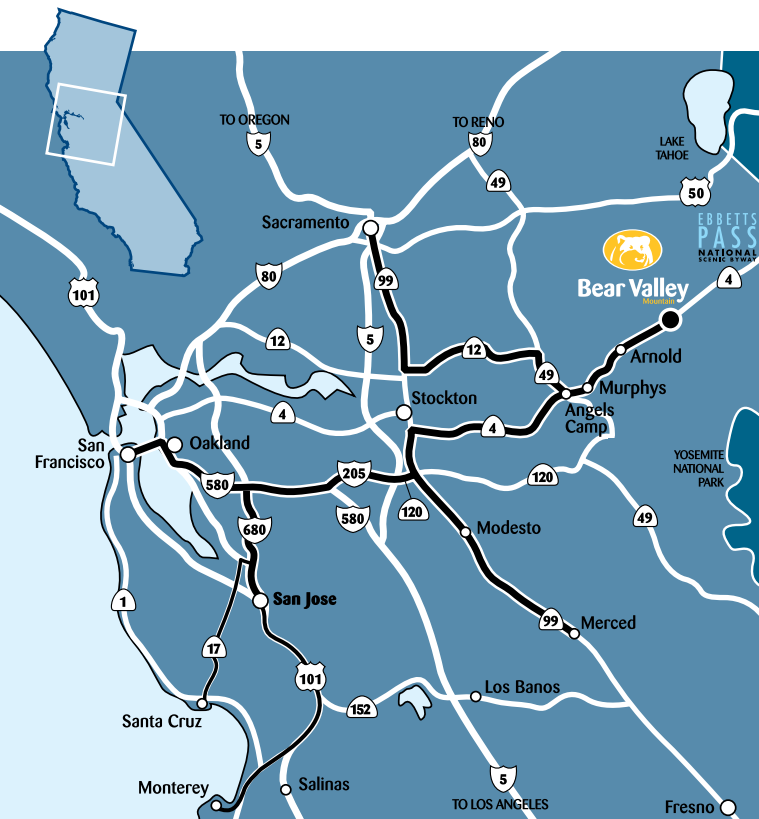 TO OREGON
5
TO RENO
80
49
LAKE
TAHOE
50
Sacramento
EBBETTS
PASS
NATIONAL
SCENIC BYWAY
80
99
Bear Valley
Mountain
4
101
5
12
12
Arnold
49
Murphys
Stockton
Angels
Camp
4
4
San
Francisco
Oakland
YOSEMITE
NATIONAL
PARK
580
205
120
120
580
49
680
Modesto
1
San Jose
99
Merced
17
101
Los Banos
152
Santa Cruz
5
Monterey
Salinas
TO LOS ANGELES
Fresno